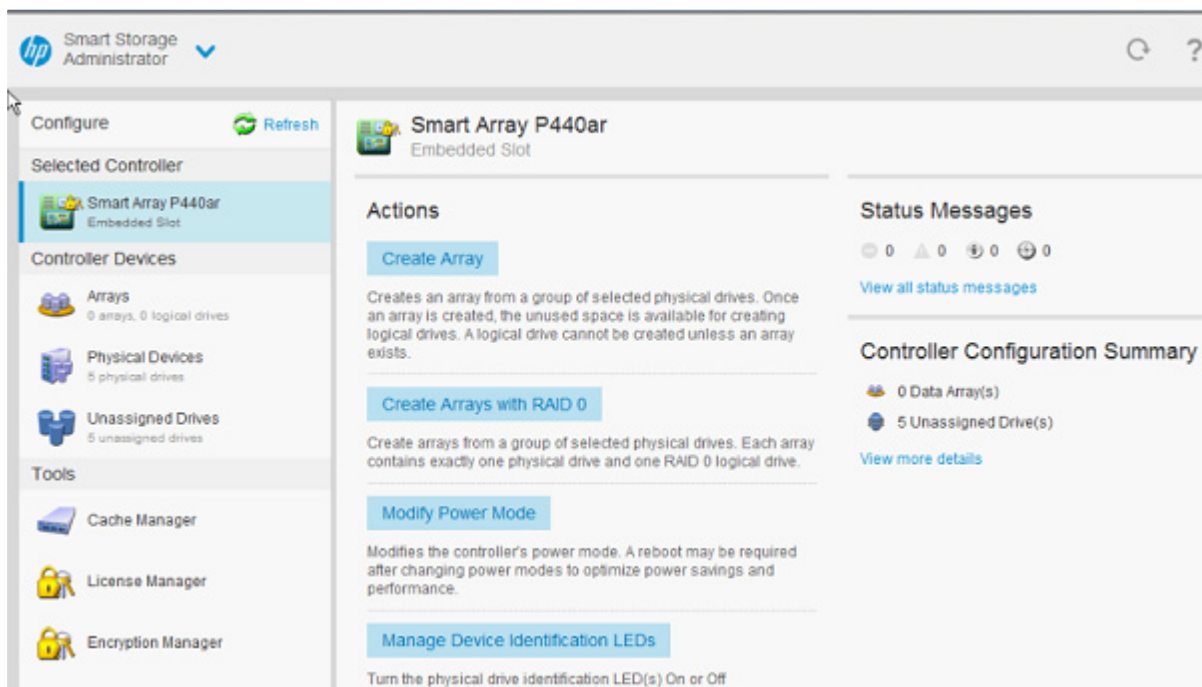 hp
Smart Storage
Administrator
?
Configure
Refresh
Selected Controller
Smart Array P440ar
Embedded Slot
Controller Devices
Arrays
0 arrays, 0 logical drives
Physical Devices
5 physical drives
Unassigned Drives
5 unassigned drives
Tools
Cache Manager
License Manager
Encryption Manager
Smart Array P440ar
Embedded Slot
Actions
Create Array
Creates an array from a group of selected physical drives. Once
an array is created, the unused space is available for creating
logical drives. A logical drive cannot be created unless an array
exists.
Create Arrays with RAID 0
Create arrays from a group of selected physical drives. Each array
contains exactly one physical drive and one RAID 0 logical drive.
Modify Power Mode
Modifies the controller's power mode. A reboot may be required
after changing power modes to optimize power savings and
performance.
Manage Device Identification LEDs
Turn the physical drive identification LED(s) On or Off
Status Messages
0 0 0 0
View all status messages
Controller Configuration Summary
0 Data Array(s)
5 Unassigned Drive(s)
View more details